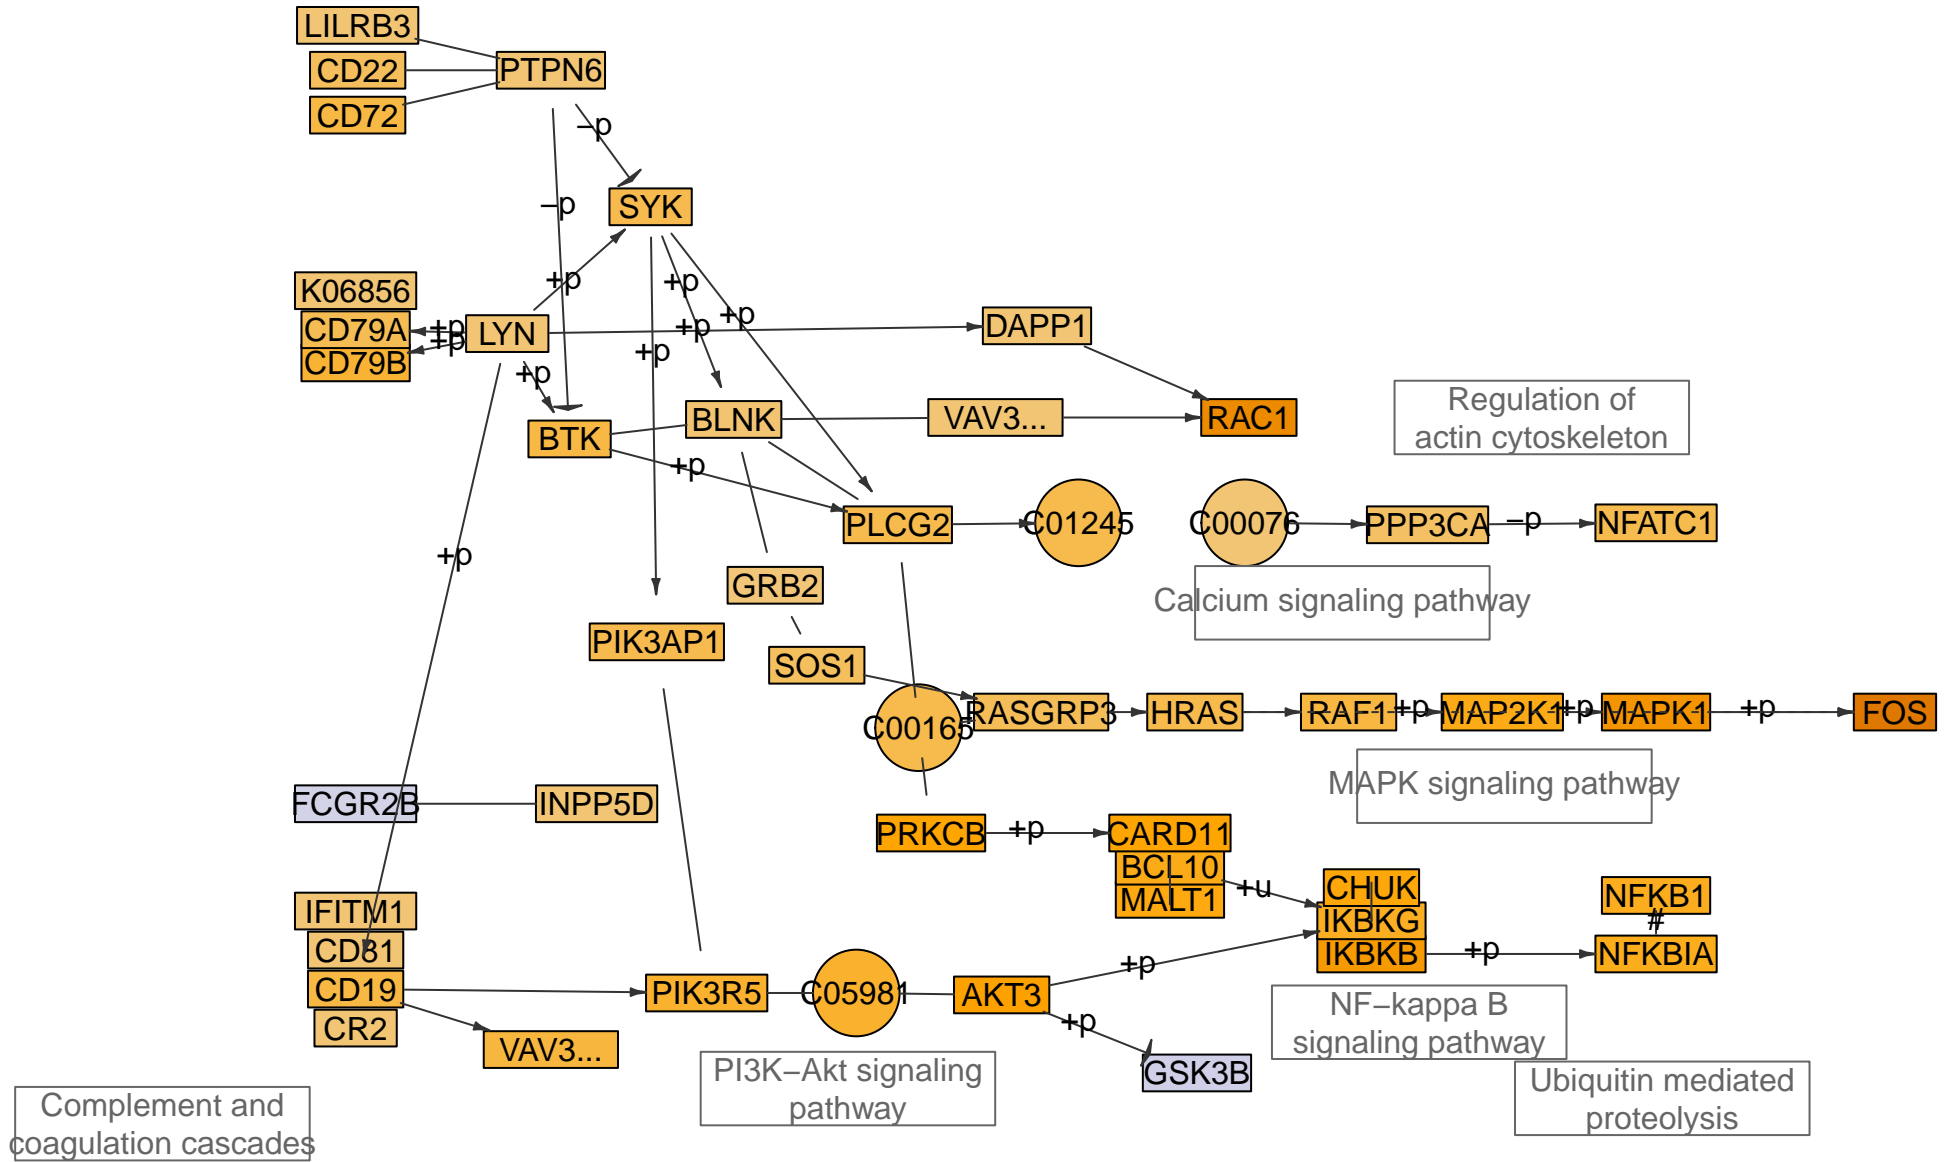 LILRB3
CD22
PTPN6
CD72
–p
SYK
–p
+p
+p
K06856
CD79A
+p
LYN
+p
+p
DAPP1
CD79B
+p
+p
+p
BTK
BLNK
VAV3...
RAC1
Regulation of
actin cytoskeleton
+p
PLCG2
C01245
C00076
PPP3CA
–p
NFATC1
+p
GRB2
Calcium signaling pathway
PIK3AP1
SOS1
C00165
RASGRP3
HRAS
RAF1
+p
MAP2K1
+p
MAPK1
+p
FOS
MAPK signaling pathway
FCGR2B
INPP5D
PRKCB
+p
CARD11
BCL10
MALT1
+u
CHUK
IKBKG
IKBKB
+p
NFKB1
#
NFKBIA
IFITM1
CD81
CD19
CR2
VAV3...
PIK3R5
C05981
AKT3
+p
+p
GSK3B
NF–kappa B
signaling pathway
PI3K–Akt signaling
pathway
Ubiquitin mediated
proteolysis
Complement and
coagulation cascades